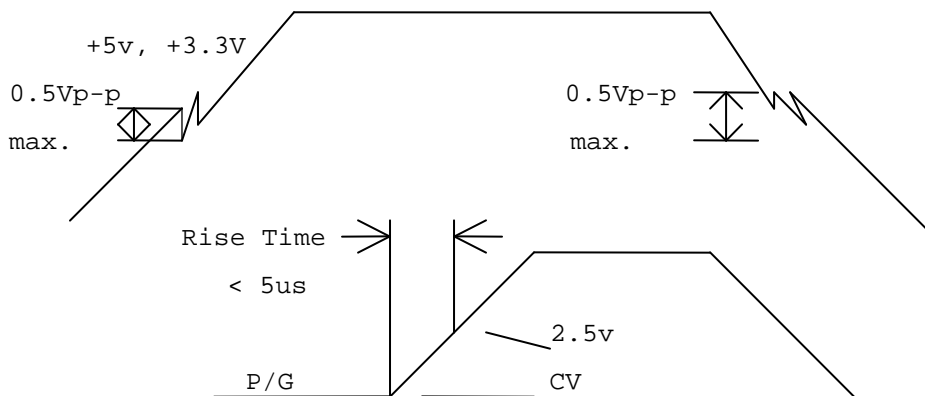 +5v, +3.3V
0.5Vp-p
max.
0.5Vp-p
max.
Rise Time
< 5us
2.5v
P/G
CV